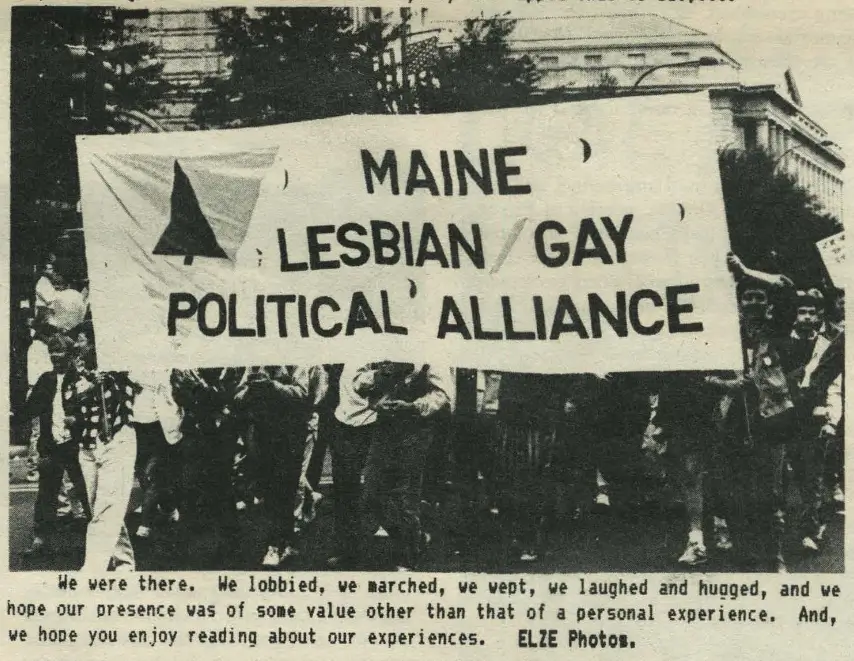 MAINE
LESBIAN/GAY
POLITICAL ALLIANCE
We were there. We lobbied, we marched, we wept, we laughed and hugged, and we
hope our presence was of some value other than that of a personal experience. And,
we hope you enjoy reading about our experiences. ELZE Photos.